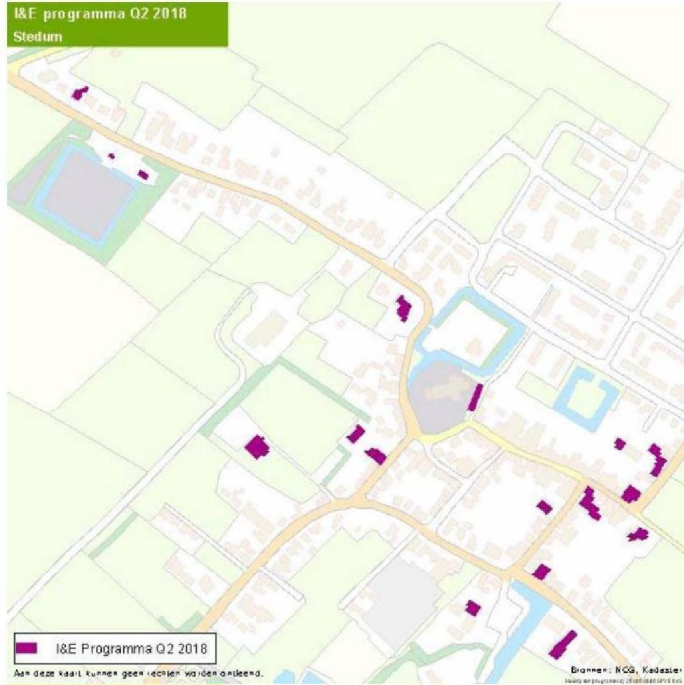 I&E programma Q2 2018
Stedum
I&E Programma Q2 2018
Aan deze kaart kunnen geen rechten worden ontleend.
Bronnen: NCG, Kadaster